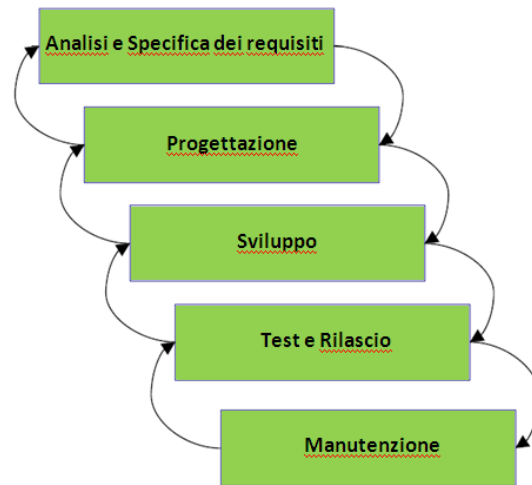 Analisi e Specifica dei requisiti
Progettazione
Sviluppo
Test e Rilascio
Manutenzione